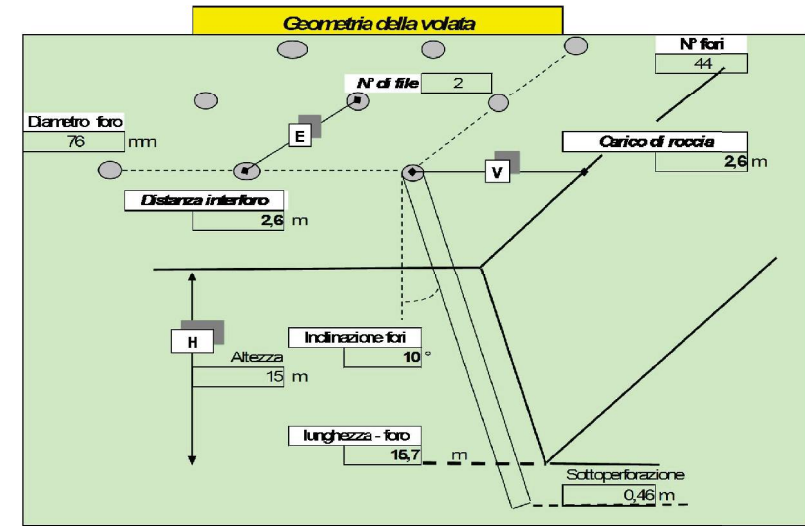 Geometria della volata
N° fori
44
N° di file 2
Diametro foro
76 mm
E
Carico di roccia
2,6 m
V
Distanza interforo
2,6 m
H
Inclinazione fori
10 °
Altezza
15 m
lunghezza - foro
15,7 m
Sottoperforazione
0,46 m